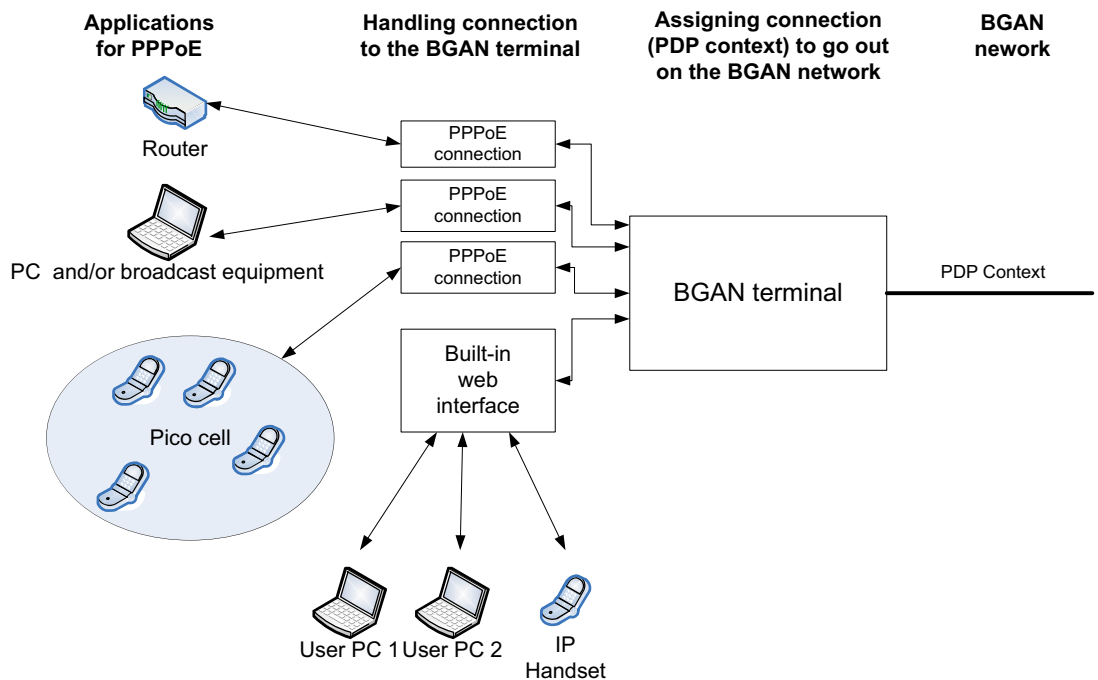 Applications
for PPPoE
Handling connection
to the BGAN terminal
Assigning connection
(PDP context) to go out
on the BGAN network
BGAN
nework
Router
PPPoE
connection
PPPoE
connection
PC  and/or broadcast equipment
PPPoE
connection
BGAN terminal
PDP Context
Built-in
web
interface
Pico cell
User PC 1
User PC 2
IP
Handset